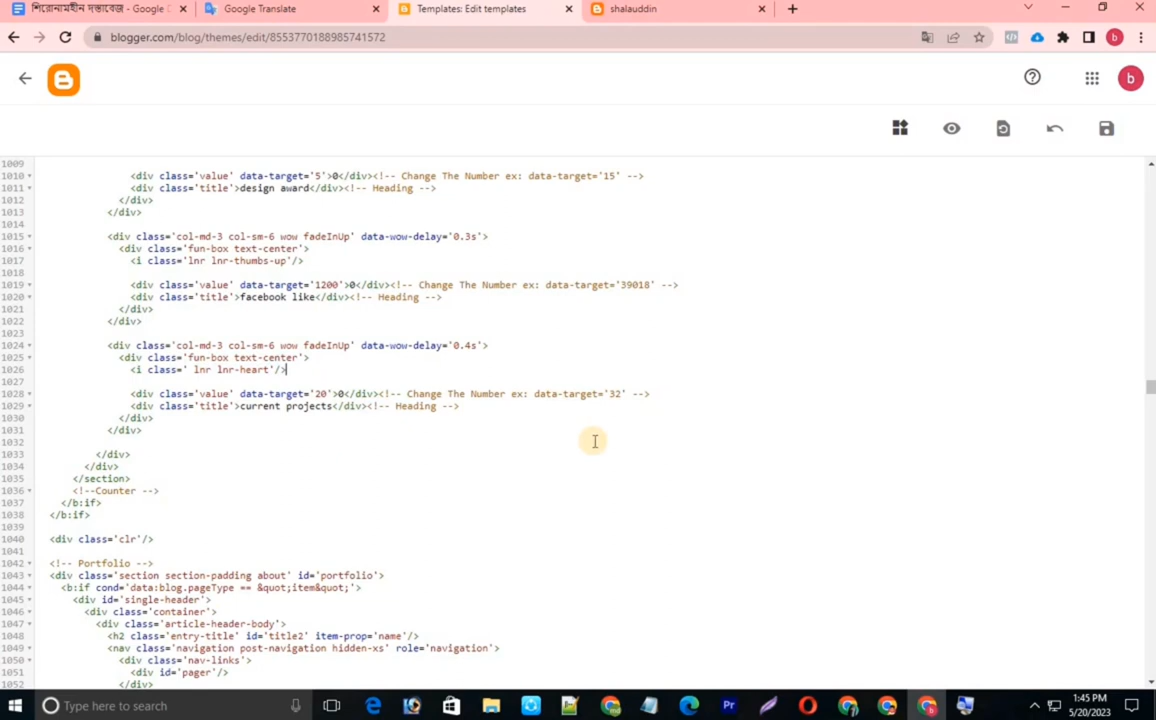 শিরোনামহীন দস্তাবেজ - Google
Google Translate
Templates: Edit templates
shalauddin
blogger.com/blog/themes/edit/8553770188985741572
b
b
1009
1010 <div class='value' data-target='5'>0</div><!-- Change The Number ex: data-target='15' -->
1011 <div class='title'>design award</div><!-- Heading -->
1012 </div>
1013 </div>
1014
1015 <div class='col-md-3 col-sm-6 wow fadeInUp' data-wow-delay='0.3s'>
1016 <div class='fun-box text-center'>
1017 <i class='lnr lnr-thumbs-up'/>
1018
1019 <div class='value' data-target='1200'>0</div><!-- Change The Number ex: data-target='39018' -->
1020 <div class='title'>facebook like</div><!-- Heading -->
1021 </div>
1022 </div>
1023
1024 <div class='col-md-3 col-sm-6 wow fadeInUp' data-wow-delay='0.4s'>
1025 <div class='fun-box text-center'>
1026 <i class=' lnr lnr-heart'/>
1027
1028 <div class='value' data-target='20'>0</div><!-- Change The Number ex: data-target='32' -->
1029 <div class='title'>current projects</div><!-- Heading -->
1030 </div>
1031 </div>
1032
1033 </div>
1034 </div>
1035 </section>
1036 <!--Counter -->
1037 </b:if>
1038 </b:if>
1039
1040 <div class='clr'/>
1041
1042 <!-- Portfolio -->
1043 <div class='section section-padding about' id='portfolio'>
1044 <b:if cond='data:blog.pageType == &quot;item&quot;'>
1045 <div id='single-header'>
1046 <div class='container'>
1047 <div class='article-header-body'>
1048 <h2 class='entry-title' id='title2' item-prop='name'/>
1049 <nav class='navigation post-navigation hidden-xs' role='navigation'>
1050 <div class='nav-links'>
1051 <div id='pager'/>
1052 </div>
Type here to search
Pr
b
1:45 PM
5/20/2023